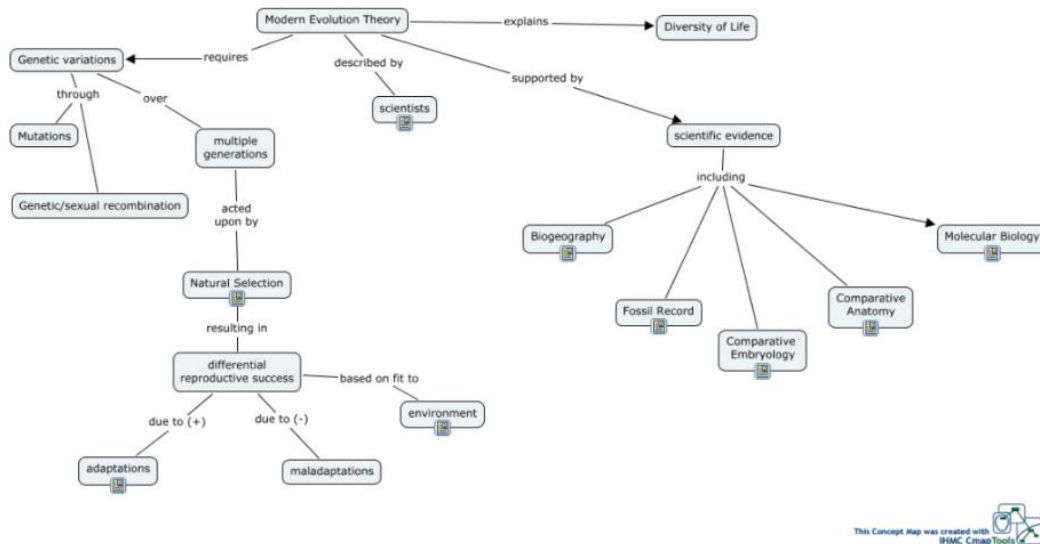 Modern Evolution Theory
explains
Diversity of Life
Genetic variations
requires
described by
supported by
through
over
scientists
Mutations
multiple
generations
scientific evidence
including
Genetic/sexual recombination
acted
upon by
Biogeography
Molecular Biology
Natural Selection
Fossil Record
Comparative
Anatomy
resulting in
Comparative
Embryology
differential
reproductive success
based on fit to
environment
due to (+)
due to (-)
adaptations
maladaptations
This Concept Map was created with
IHMC CmapTools